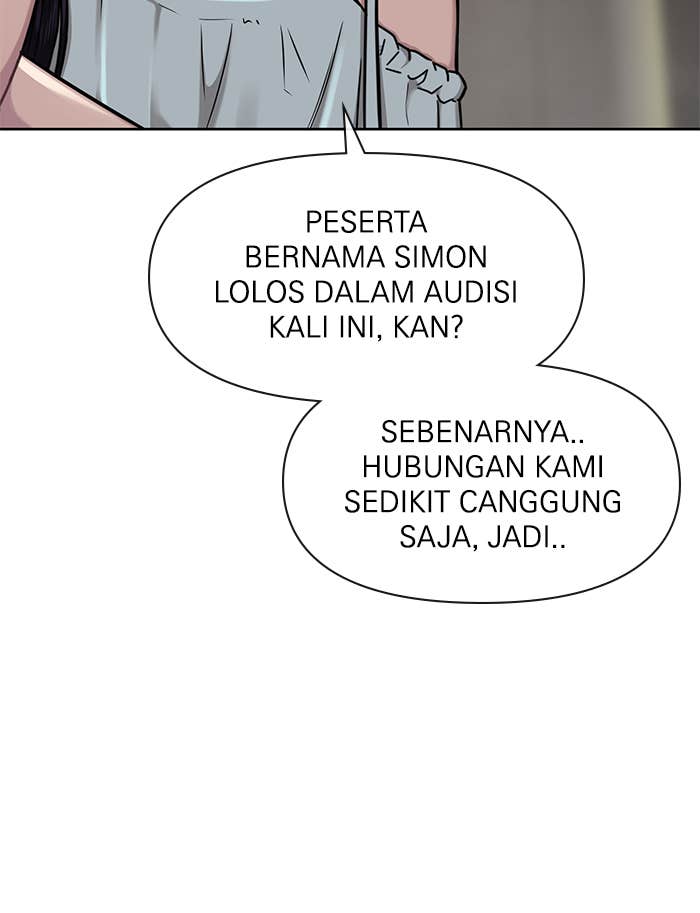 PESERTA
BERNAMA SIMON
LOLOS DALAM AUDISI
KALI INI, KAN?
SEBENARNYA..
HUBUNGAN KAMI
SEDIKIT CANGGUNG
SAJA, JADI..